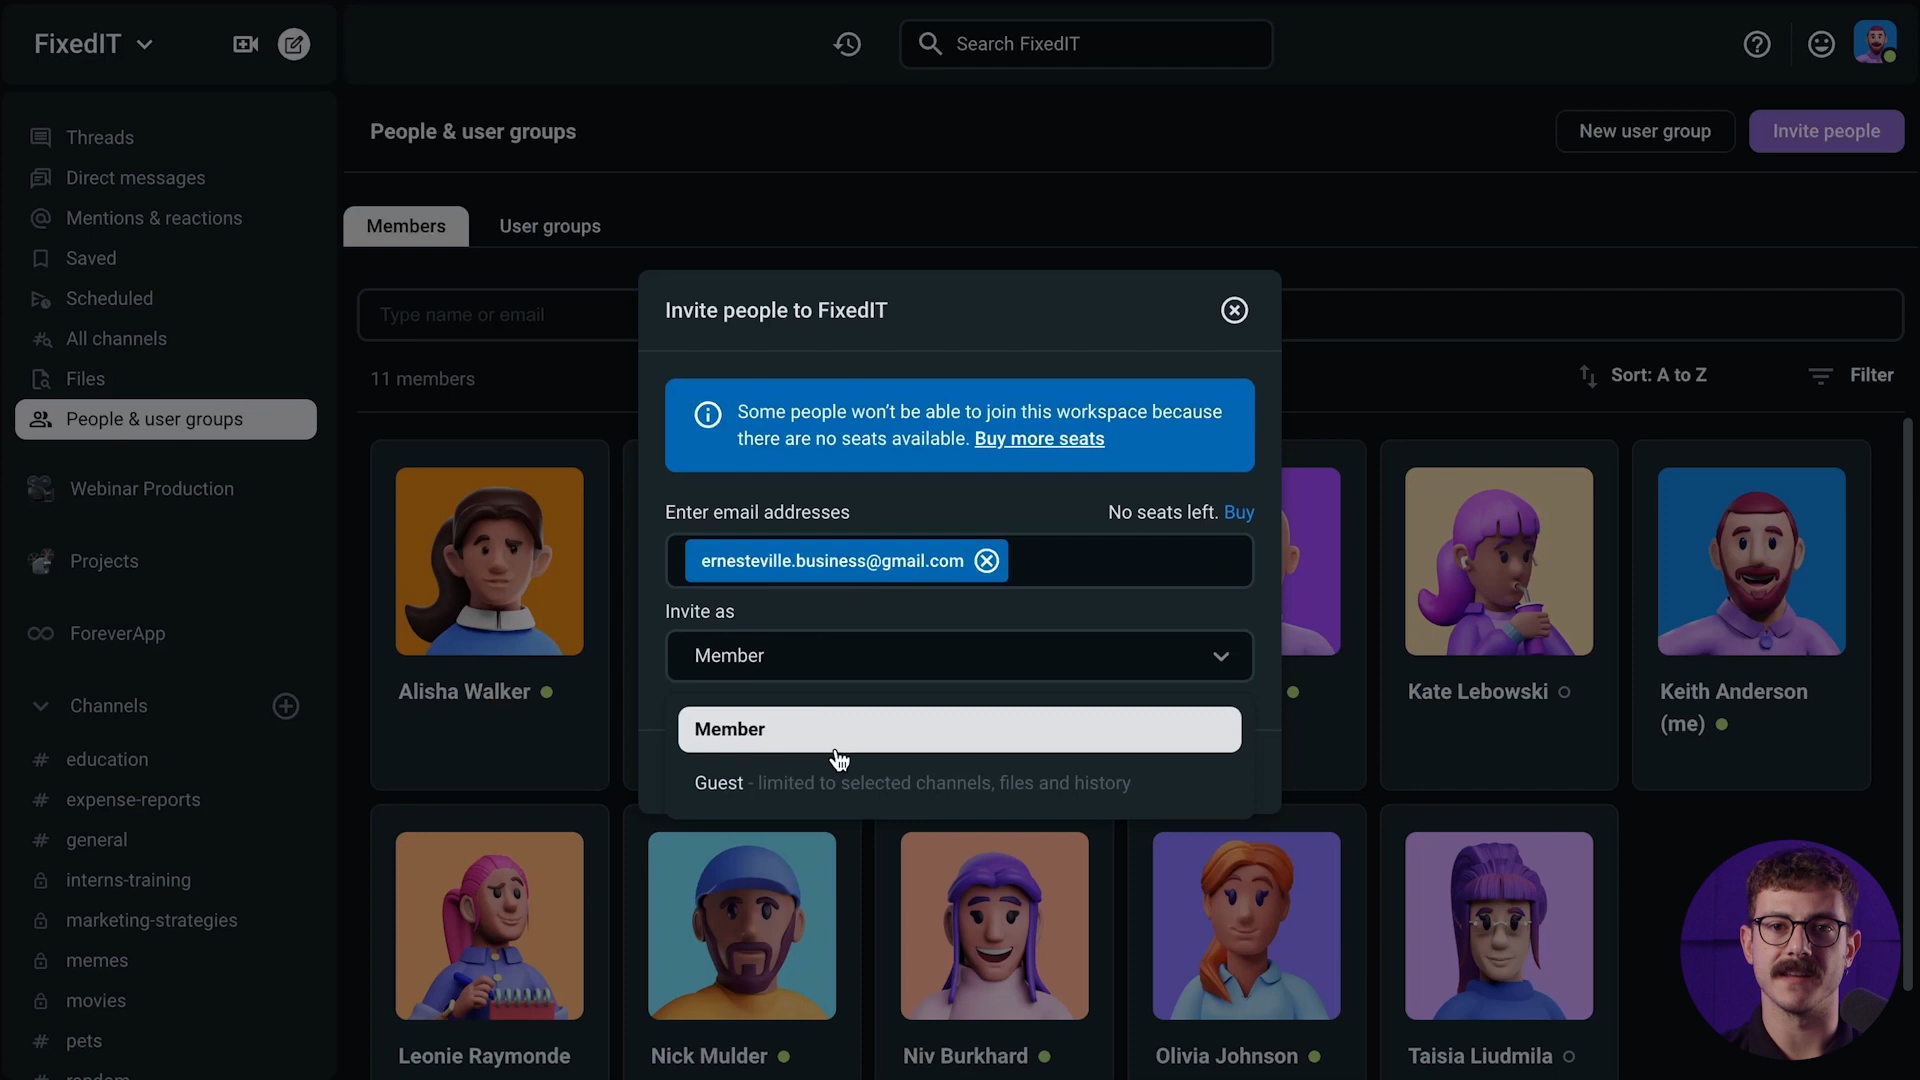 FixedIT
Search FixedIT
Threads
Direct messages
Mentions & reactions
Saved
Scheduled
All channels
Files
People & user groups
Webinar Production
Projects
ForeverApp
Channels
# education
# expense-reports
# general
interns-training
marketing-strategies
memes
movies
# pets
# random
People & user groups
New user group
Invite people
Members
User groups
Type name or email
11 members
Sort: A to Z
Filter
Invite people to FixedIT
Some people won’t be able to join this workspace because
there are no seats available. Buy more seats
Enter email addresses
No seats left. Buy
ernesteville.business@gmail.com
Invite as
Member
Member
Guest - limited to selected channels, files and history
Alisha Walker
Kate Lebowski
Keith Anderson
(me)
Leonie Raymonde
Nick Mulder
Niv Burkhard
Olivia Johnson
Taisia Liudmila